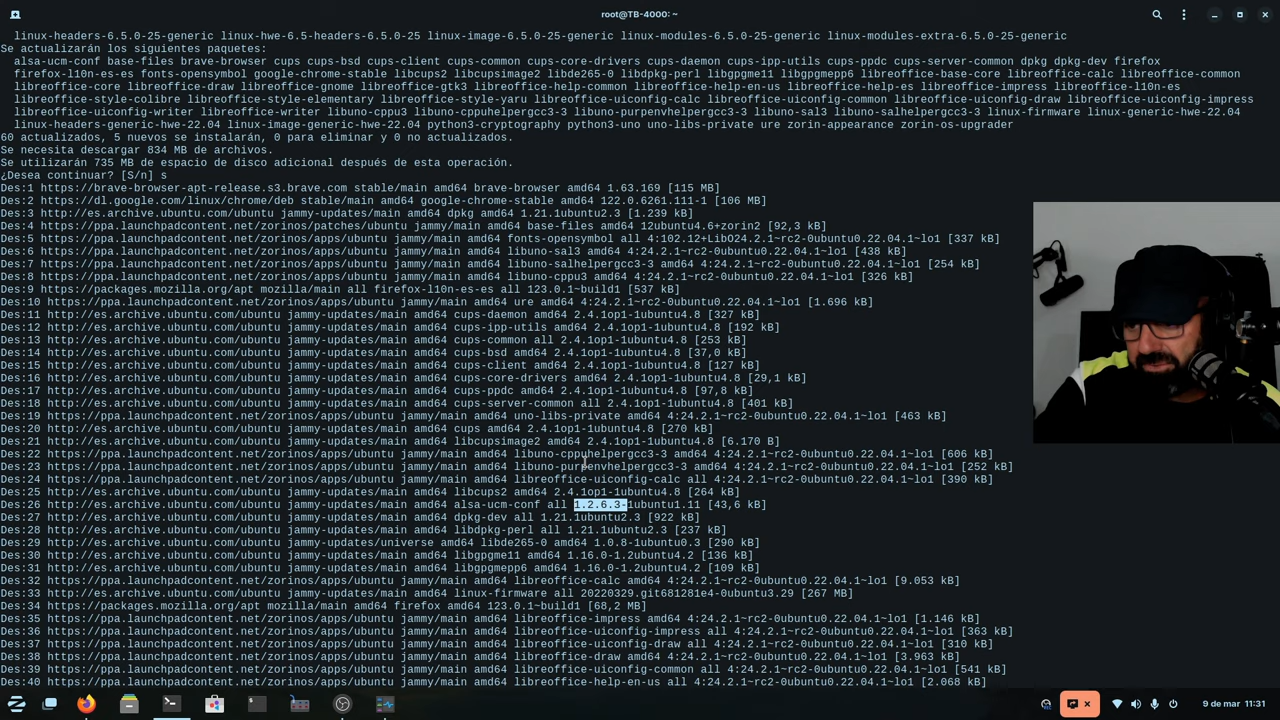 root@TB-4000: ~
linux-headers-6.5.0-25-generic linux-hwe-6.5-headers-6.5.0-25 linux-image-6.5.0-25-generic linux-modules-6.5.0-25-generic linux-modules-extra-6.5.0-25-generic
Se actualizarán los siguientes paquetes:
alsa-ucm-conf base-files brave-browser cups cups-bsd cups-client cups-common cups-core-drivers cups-daemon cups-ipp-utils cups-ppdc cups-server-common dpkg dpkg-dev firefox
firefox-l10n-es-es fonts-opensymbol google-chrome-stable libcups2 libcupsimage2 libde265-0 libdpkg-perl libgpgme11 libgpgmepp6 libreoffice-base-core libreoffice-calc libreoffice-common
libreoffice-core libreoffice-draw libreoffice-gnome libreoffice-gtk3 libreoffice-help-common libreoffice-help-en-us libreoffice-help-es libreoffice-impress libreoffice-l10n-es
libreoffice-style-colibre libreoffice-style-elementary libreoffice-style-yaru libreoffice-uiconfig-calc libreoffice-uiconfig-common libreoffice-uiconfig-draw libreoffice-uiconfig-impress
libreoffice-uiconfig-writer libreoffice-writer libuno-cppu3 libuno-cppuhelpergcc3-3 libuno-purpenvhelpergcc3-3 libuno-sal3 libuno-salhelpergcc3-3 linux-firmware linux-generic-hwe-22.04
linux-headers-generic-hwe-22.04 linux-image-generic-hwe-22.04 python3-cryptography python3-uno uno-libs-private ure zorin-appearance zorin-os-upgrader
60 actualizados, 5 nuevos se instalarán, 0 para eliminar y 0 no actualizados.
Se necesita descargar 834 MB de archivos.
Se utilizarán 735 MB de espacio de disco adicional después de esta operación.
¿Desea continuar? [S/n] s
Des:1 https://brave-browser-apt-release.s3.brave.com stable/main amd64 brave-browser amd64 1.63.169 [115 MB]
Des:2 https://dl.google.com/linux/chrome/deb stable/main amd64 google-chrome-stable amd64 122.0.6261.111-1 [106 MB]
Des:3 http://es.archive.ubuntu.com/ubuntu jammy-updates/main amd64 dpkg amd64 1.21.1ubuntu2.3 [1.239 kB]
Des:4 https://ppa.launchpadcontent.net/zorinos/patches/ubuntu jammy/main amd64 base-files amd64 12ubuntu4.6+zorin2 [92,3 kB]
Des:5 https://ppa.launchpadcontent.net/zorinos/apps/ubuntu jammy/main amd64 fonts-opensymbol all 4:102.12+LibO24.2.1~rc2-0ubuntu0.22.04.1~lo1 [337 kB]
Des:6 https://ppa.launchpadcontent.net/zorinos/apps/ubuntu jammy/main amd64 libuno-sal3 amd64 4:24.2.1~rc2-0ubuntu0.22.04.1~lo1 [438 kB]
Des:7 https://ppa.launchpadcontent.net/zorinos/apps/ubuntu jammy/main amd64 libuno-salhelpergcc3-3 amd64 4:24.2.1~rc2-0ubuntu0.22.04.1~lo1 [254 kB]
Des:8 https://ppa.launchpadcontent.net/zorinos/apps/ubuntu jammy/main amd64 libuno-cppu3 amd64 4:24.2.1~rc2-0ubuntu0.22.04.1~lo1 [326 kB]
Des:9 https://packages.mozilla.org/apt mozilla/main all firefox-l10n-es-es all 123.0.1~build1 [537 kB]
Des:10 https://ppa.launchpadcontent.net/zorinos/apps/ubuntu jammy/main amd64 ure amd64 4:24.2.1~rc2-0ubuntu0.22.04.1~lo1 [1.696 kB]
Des:11 http://es.archive.ubuntu.com/ubuntu jammy-updates/main amd64 cups-daemon amd64 2.4.1op1-1ubuntu4.8 [327 kB]
Des:12 http://es.archive.ubuntu.com/ubuntu jammy-updates/main amd64 cups-ipp-utils amd64 2.4.1op1-1ubuntu4.8 [192 kB]
Des:13 http://es.archive.ubuntu.com/ubuntu jammy-updates/main amd64 cups-common all 2.4.1op1-1ubuntu4.8 [253 kB]
Des:14 http://es.archive.ubuntu.com/ubuntu jammy-updates/main amd64 cups-bsd amd64 2.4.1op1-1ubuntu4.8 [37,0 kB]
Des:15 http://es.archive.ubuntu.com/ubuntu jammy-updates/main amd64 cups-client amd64 2.4.1op1-1ubuntu4.8 [127 kB]
Des:16 http://es.archive.ubuntu.com/ubuntu jammy-updates/main amd64 cups-core-drivers amd64 2.4.1op1-1ubuntu4.8 [29,1 kB]
Des:17 http://es.archive.ubuntu.com/ubuntu jammy-updates/main amd64 cups-ppdc amd64 2.4.1op1-1ubuntu4.8 [97,8 kB]
Des:18 http://es.archive.ubuntu.com/ubuntu jammy-updates/main amd64 cups-server-common all 2.4.1op1-1ubuntu4.8 [401 kB]
Des:19 https://ppa.launchpadcontent.net/zorinos/apps/ubuntu jammy/main amd64 uno-libs-private amd64 4:24.2.1~rc2-0ubuntu0.22.04.1~lo1 [463 kB]
Des:20 http://es.archive.ubuntu.com/ubuntu jammy-updates/main amd64 cups amd64 2.4.1op1-1ubuntu4.8 [270 kB]
Des:21 http://es.archive.ubuntu.com/ubuntu jammy-updates/main amd64 libcupsimage2 amd64 2.4.1op1-1ubuntu4.8 [6.170 B]
Des:22 https://ppa.launchpadcontent.net/zorinos/apps/ubuntu jammy/main amd64 libuno-cppuhelpergcc3-3 amd64 4:24.2.1~rc2-0ubuntu0.22.04.1~lo1 [606 kB]
Des:23 https://ppa.launchpadcontent.net/zorinos/apps/ubuntu jammy/main amd64 libuno-purpenvhelpergcc3-3 amd64 4:24.2.1~rc2-0ubuntu0.22.04.1~lo1 [252 kB]
Des:24 https://ppa.launchpadcontent.net/zorinos/apps/ubuntu jammy/main amd64 libreoffice-uiconfig-calc all 4:24.2.1~rc2-0ubuntu0.22.04.1~lo1 [390 kB]
Des:25 http://es.archive.ubuntu.com/ubuntu jammy-updates/main amd64 libcups2 amd64 2.4.1op1-1ubuntu4.8 [264 kB]
Des:26 http://es.archive.ubuntu.com/ubuntu jammy-updates/main amd64 alsa-ucm-conf all 1.2.6.3-1ubuntu1.11 [43,6 kB]
Des:27 http://es.archive.ubuntu.com/ubuntu jammy-updates/main amd64 dpkg-dev all 1.21.1ubuntu2.3 [922 kB]
Des:28 http://es.archive.ubuntu.com/ubuntu jammy-updates/main amd64 libdpkg-perl all 1.21.1ubuntu2.3 [237 kB]
Des:29 http://es.archive.ubuntu.com/ubuntu jammy-updates/universe amd64 libde265-0 amd64 1.0.8-1ubuntu0.3 [290 kB]
Des:30 http://es.archive.ubuntu.com/ubuntu jammy-updates/main amd64 libgpgme11 amd64 1.16.0-1.2ubuntu4.2 [136 kB]
Des:31 http://es.archive.ubuntu.com/ubuntu jammy-updates/main amd64 libgpgmepp6 amd64 1.16.0-1.2ubuntu4.2 [109 kB]
Des:32 https://ppa.launchpadcontent.net/zorinos/apps/ubuntu jammy/main amd64 libreoffice-calc amd64 4:24.2.1~rc2-0ubuntu0.22.04.1~lo1 [9.053 kB]
Des:33 http://es.archive.ubuntu.com/ubuntu jammy-updates/main amd64 linux-firmware all 20220329.git681281e4-0ubuntu3.29 [267 MB]
Des:34 https://packages.mozilla.org/apt mozilla/main amd64 firefox amd64 123.0.1~build1 [68,2 MB]
Des:35 https://ppa.launchpadcontent.net/zorinos/apps/ubuntu jammy/main amd64 libreoffice-impress amd64 4:24.2.1~rc2-0ubuntu0.22.04.1~lo1 [1.146 kB]
Des:36 https://ppa.launchpadcontent.net/zorinos/apps/ubuntu jammy/main amd64 libreoffice-uiconfig-impress all 4:24.2.1~rc2-0ubuntu0.22.04.1~lo1 [363 kB]
Des:37 https://ppa.launchpadcontent.net/zorinos/apps/ubuntu jammy/main amd64 libreoffice-uiconfig-draw all 4:24.2.1~rc2-0ubuntu0.22.04.1~lo1 [310 kB]
Des:38 https://ppa.launchpadcontent.net/zorinos/apps/ubuntu jammy/main amd64 libreoffice-draw amd64 4:24.2.1~rc2-0ubuntu0.22.04.1~lo1 [3.963 kB]
Des:39 https://ppa.launchpadcontent.net/zorinos/apps/ubuntu jammy/main amd64 libreoffice-uiconfig-common all 4:24.2.1~rc2-0ubuntu0.22.04.1~lo1 [541 kB]
Des:40 https://ppa.launchpadcontent.net/zorinos/apps/ubuntu jammy/main amd64 libreoffice-help-en-us all 4:24.2.1~rc2-0ubuntu0.22.04.1~lo1 [2.068 kB]
9 de mar 11:31